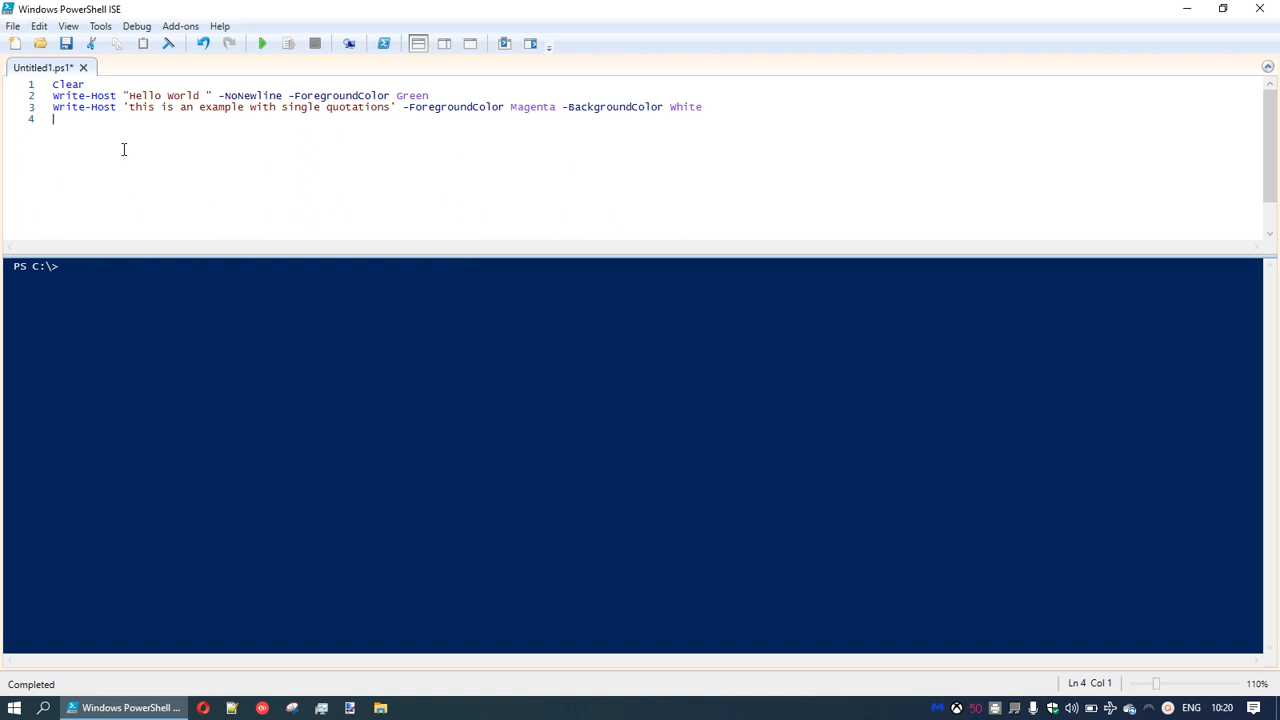 Windows PowerShell ISE
File Edit View Tools Debug Add-ons Help
Untitled1.ps1*
1 Clear
2 Write-Host "Hello World " -NoNewline -ForegroundColor Green
3 Write-Host 'this is an example with single quotations' -ForegroundColor Magenta -BackgroundColor White
4
PS C:\>
Completed
Ln 4 Col 1
110%
Windows PowerShell ...
50
ENG
10:20